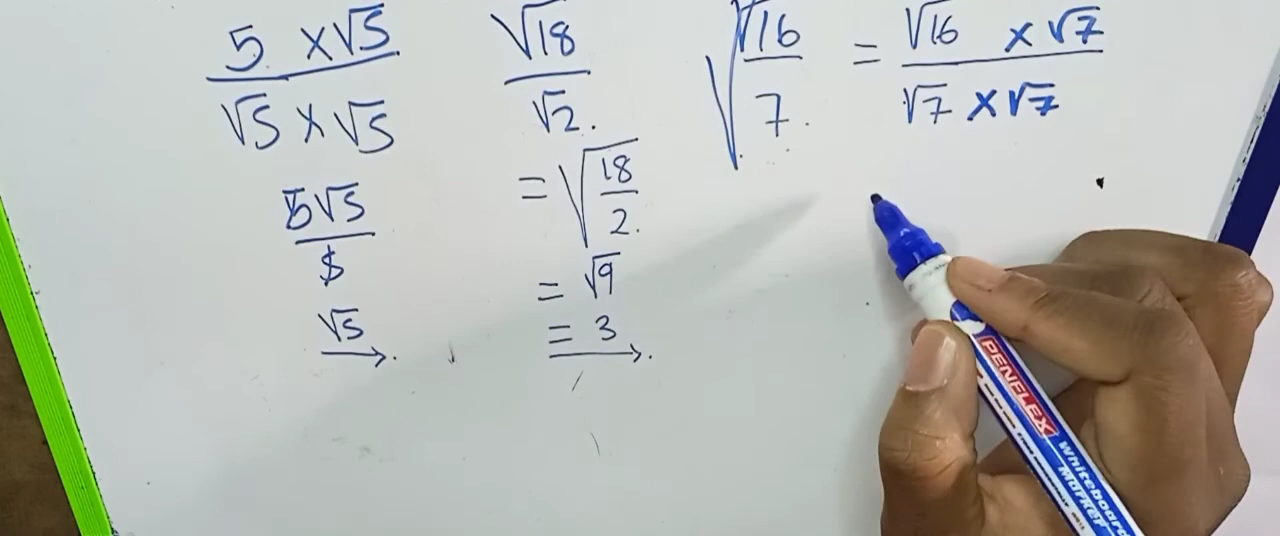 5 ×√5 / √5 ×√5
5√5 / 5
√5
√18 / √2.
= √(18/2.)
= √9
= 3
√(√16 / 7.) = √16 ×√7 / √7 ×√7
PENFLEX
Whiteboard
Marker